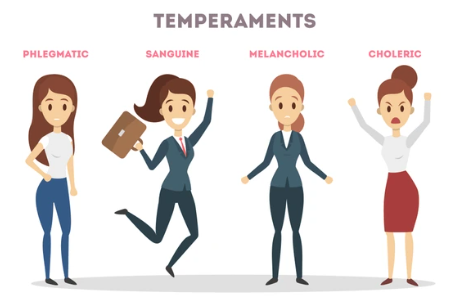 TEMPERAMENTS
PHLEGMATIC SANGUINE MELANCHOLIC CHOLERIC